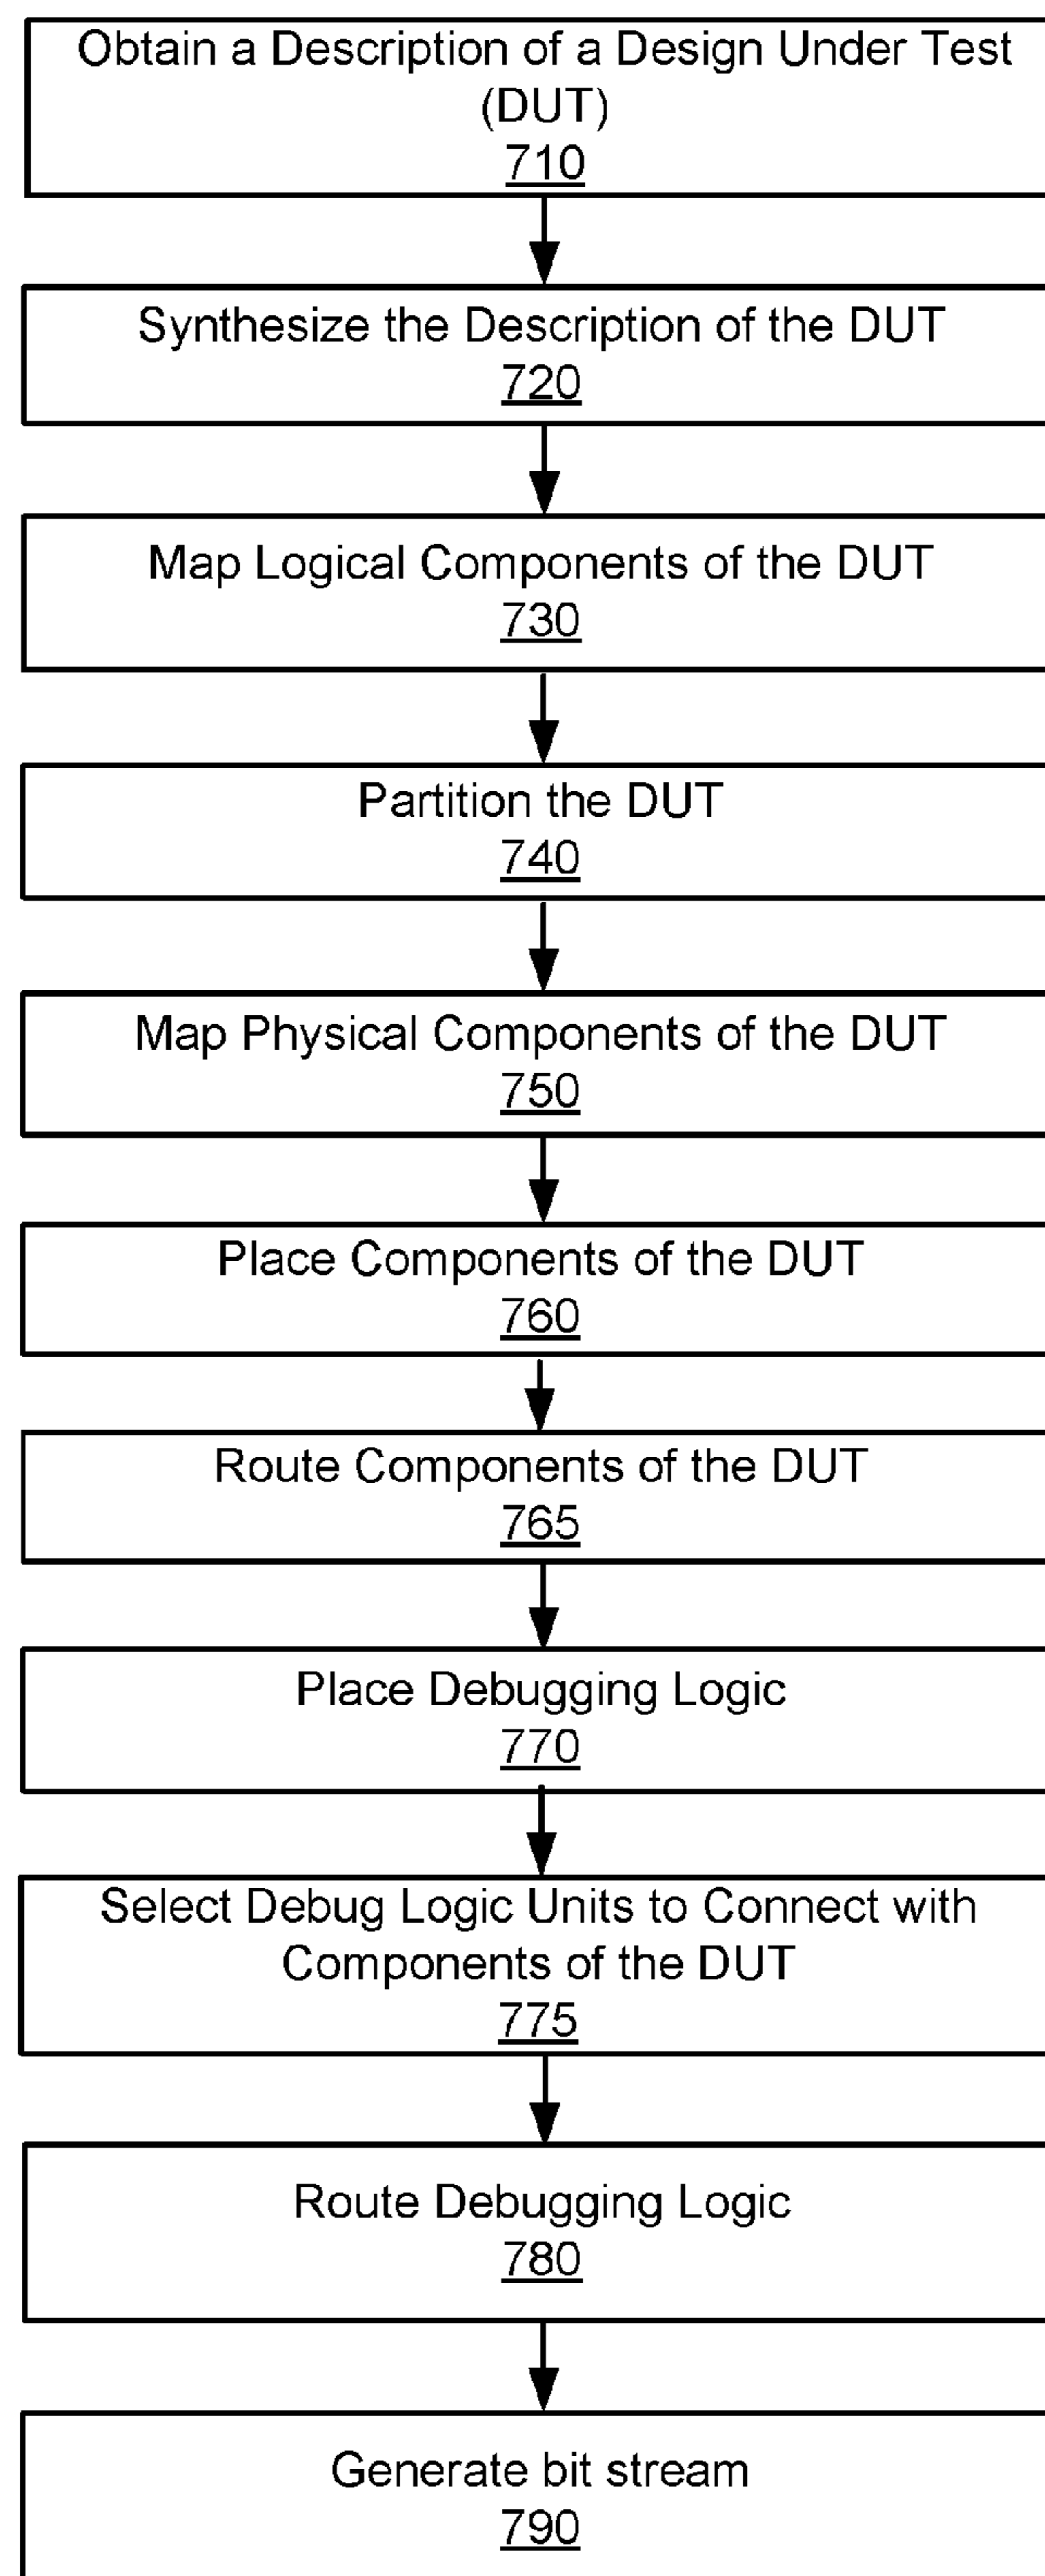 Obtain a Description of a Design Under Test
(DUT)
710
Synthesize the Description of the DUT
720
Map Logical Components of the DUT
730
Partition the DUT
740
Map Physical Components of the DUT
750
Place Components of the DUT
760
Route Components of the DUT
765
Place Debugging Logic
770
Select Debug Logic Units to Connect with
Components of the DUT
775
Route Debugging Logic
780
Generate bit stream
790